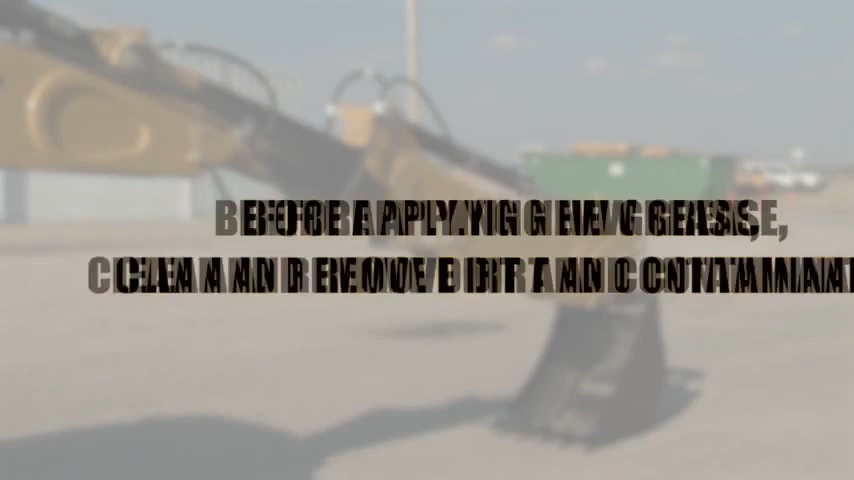 BEFORE APPLYING NEW GREASE,
CLEAN AND REMOVE DIRT AND